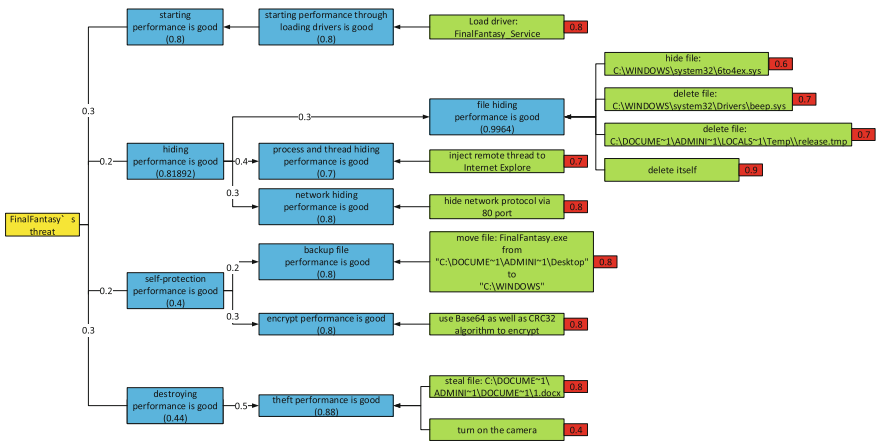 starting
performance is good
(0.8)
starting performance through
loading drivers is good
(0.8)
Load driver:
FinalFantasy_Service
0.8
0.3
hide file:
C:\WINDOWS\system32\6to4ex.sys
0.6
delete file:
C:\WINDOWS\system32\Drivers\beep.sys
0.7
delete file:
C:\DOCUME~1\ADMINI~1\LOCALS~1\Temp\\release.tmp
0.7
delete itself
0.9
0.3
file hiding
performance is good
(0.9964)
0.2
hiding
performance is good
(0.81892)
0.4
process and thread hiding
performance is good
(0.7)
inject remote thread to
Internet Explore
0.7
0.3
network hiding
performance is good
(0.8)
hide network protocol via
80 port
0.8
FinalFantasy` s
threat
0.2
self-protection
performance is good
(0.4)
0.2
backup file
performance is good
(0.8)
move file: FinalFantasy.exe
from
"C:\DOCUME~1\ADMINI~1\Desktop"
to
"C:\WINDOWS"
0.8
0.3
encrypt performance is good
(0.8)
use Base64 as well as CRC32
algorithm to encrypt
0.8
0.3
destroying
performance is good
(0.44)
0.5
theft performance is good
(0.88)
steal file: C:\DOCUME~1\
ADMINI~1\DOCUME~1\1.docx
0.8
turn on the camera
0.4